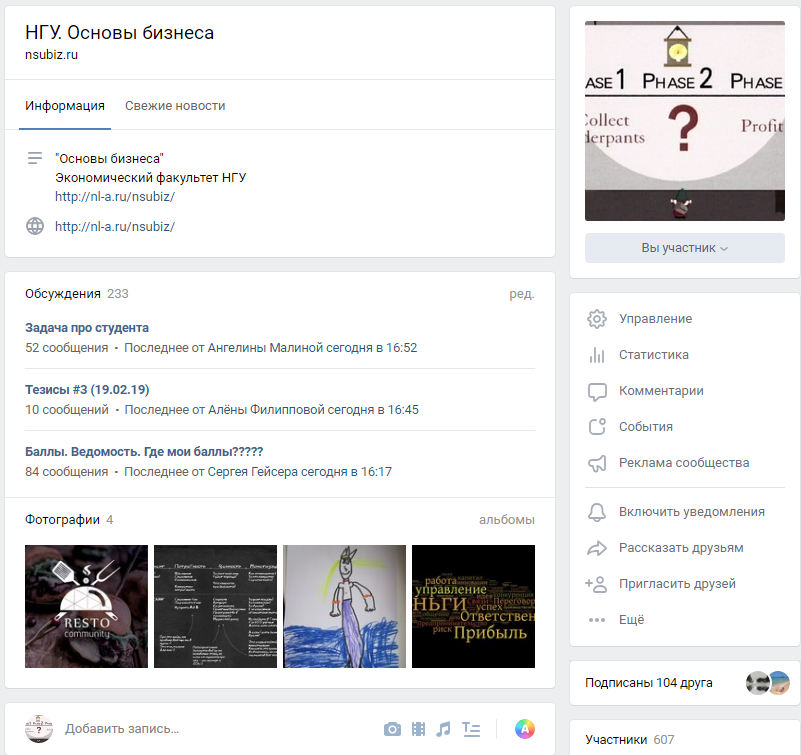 НГУ. Основы бизнеса
nsubiz.ru
Информация Свежие новости
"Основы бизнеса"
Экономический факультет НГУ
http://nl-a.ru/nsubiz/
http://nl-a.ru/nsubiz/
Обсуждения 233 ред.
Задача про студента
52 сообщения · Последнее от Ангелины Малиной сегодня в 16:52
Тезисы #3 (19.02.19)
10 сообщений · Последнее от Алёны Филипповой сегодня в 16:45
Баллы. Ведомость. Где мои баллы?????
84 сообщения · Последнее от Сергея Гейсера сегодня в 16:17
Фотографии 4 альбомы
RESTO
community
работа
управление
НЬГИ
успех
Ответствен
риск
Прибыль
Добавить запись...
ASE 1 PHASE 2 PHASE
Collect
derpants
?
Profit
Вы участник
Управление
Статистика
Комментарии
События
Реклама сообщества
Включить уведомления
Рассказать друзьям
Пригласить друзей
Ещё
Подписаны 104 друга
Участники 607